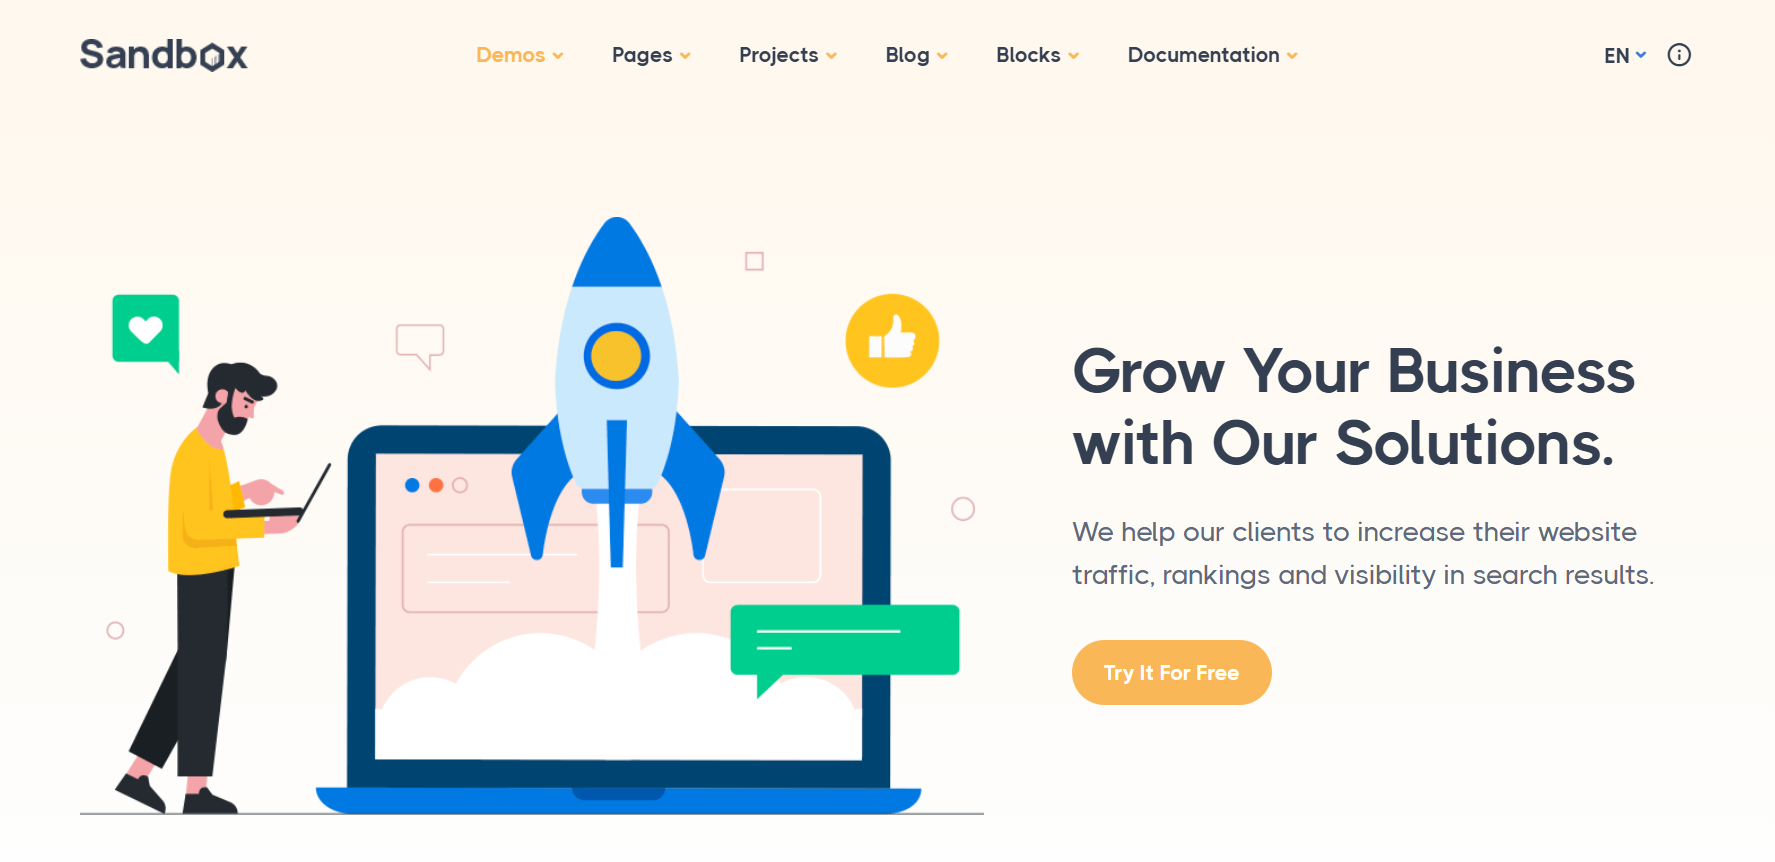 Sandbox
Demos Pages Projects Blog Blocks Documentation
EN
Grow Your Business
with Our Solutions.
We help our clients to increase their website
traffic, rankings and visibility in search results.
Try It For Free